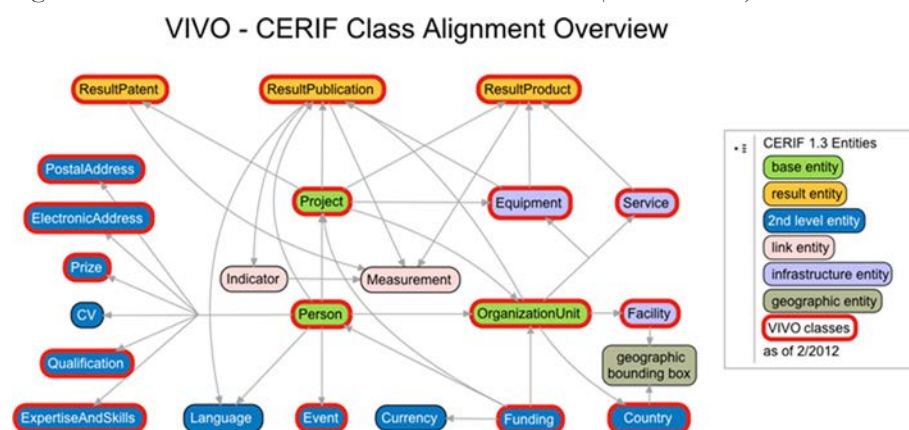 VIVO - CERIF Class Alignment Overview
ResultPatent
ResultPublication
ResultProduct
PostalAddress
ElectronicAddress
Project
Equipment
Service
Prize
Indicator
Measurement
CV
Person
OrganizationUnit
Facility
Qualification
geographic
bounding box
ExpertiseAndSkills
Language
Event
Currency
Funding
Country
CERIF 1.3 Entities
base entity
result entity
2nd level entity
link entity
infrastructure entity
geographic entity
VIVO classes
as of 2/2012